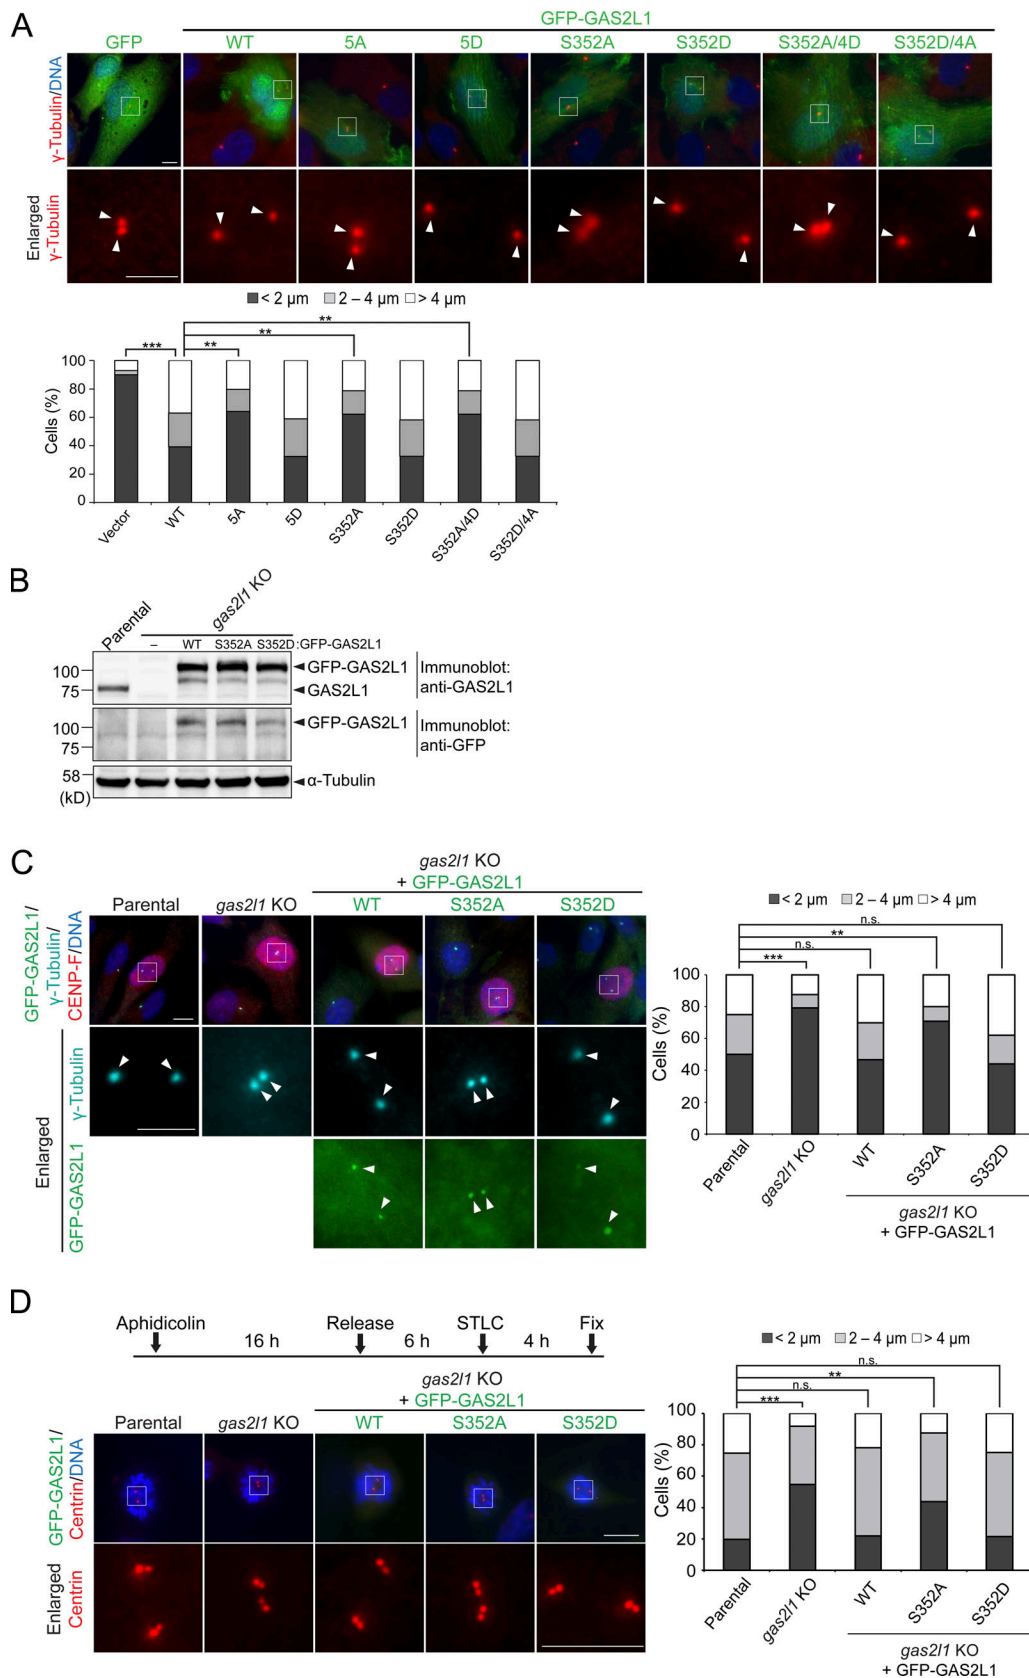 A
GFP-GAS2L1
GFP WT 5A 5D S352A S352D S352A/4D S352D/4A
γ-Tubulin/DNA
Enlarged
γ-Tubulin
< 2 µm 2 – 4 µm > 4 µm
** 
**
*** **
Cells (%)
100
80
60
40
20
0
Vector WT 5A 5D S352A S352D S352A/4D S352D/4A
B
gas2l1 KO
Parental – WT S352A S352D :GFP-GAS2L1
100
75
GFP-GAS2L1
GAS2L1
Immunoblot:
anti-GAS2L1
100
75
GFP-GAS2L1
Immunoblot:
anti-GFP
58
(kD)
α-Tubulin
C
gas2l1 KO
+ GFP-GAS2L1
Parental gas2l1 KO WT S352A S352D
GFP-GAS2L1/
γ-Tubulin/
CENP-F/DNA
Enlarged
γ-Tubulin
GFP-GAS2L1
< 2 µm 2 – 4 µm > 4 µm
n.s.
**
n.s.
***
Cells (%)
100
80
60
40
20
0
Parental gas2l1 KO WT S352A S352D
gas2l1 KO
+ GFP-GAS2L1
D
Aphidicolin Release STLC Fix
16 h 6 h 4 h
gas2l1 KO
+ GFP-GAS2L1
Parental gas2l1 KO WT S352A S352D
GFP-GAS2L1/
Centrin/DNA
Enlarged
Centrin
< 2 µm 2 – 4 µm > 4 µm
n.s.
**
n.s.
***
Cells (%)
100
80
60
40
20
0
Parental gas2l1 KO WT S352A S352D
gas2l1 KO
+ GFP-GAS2L1